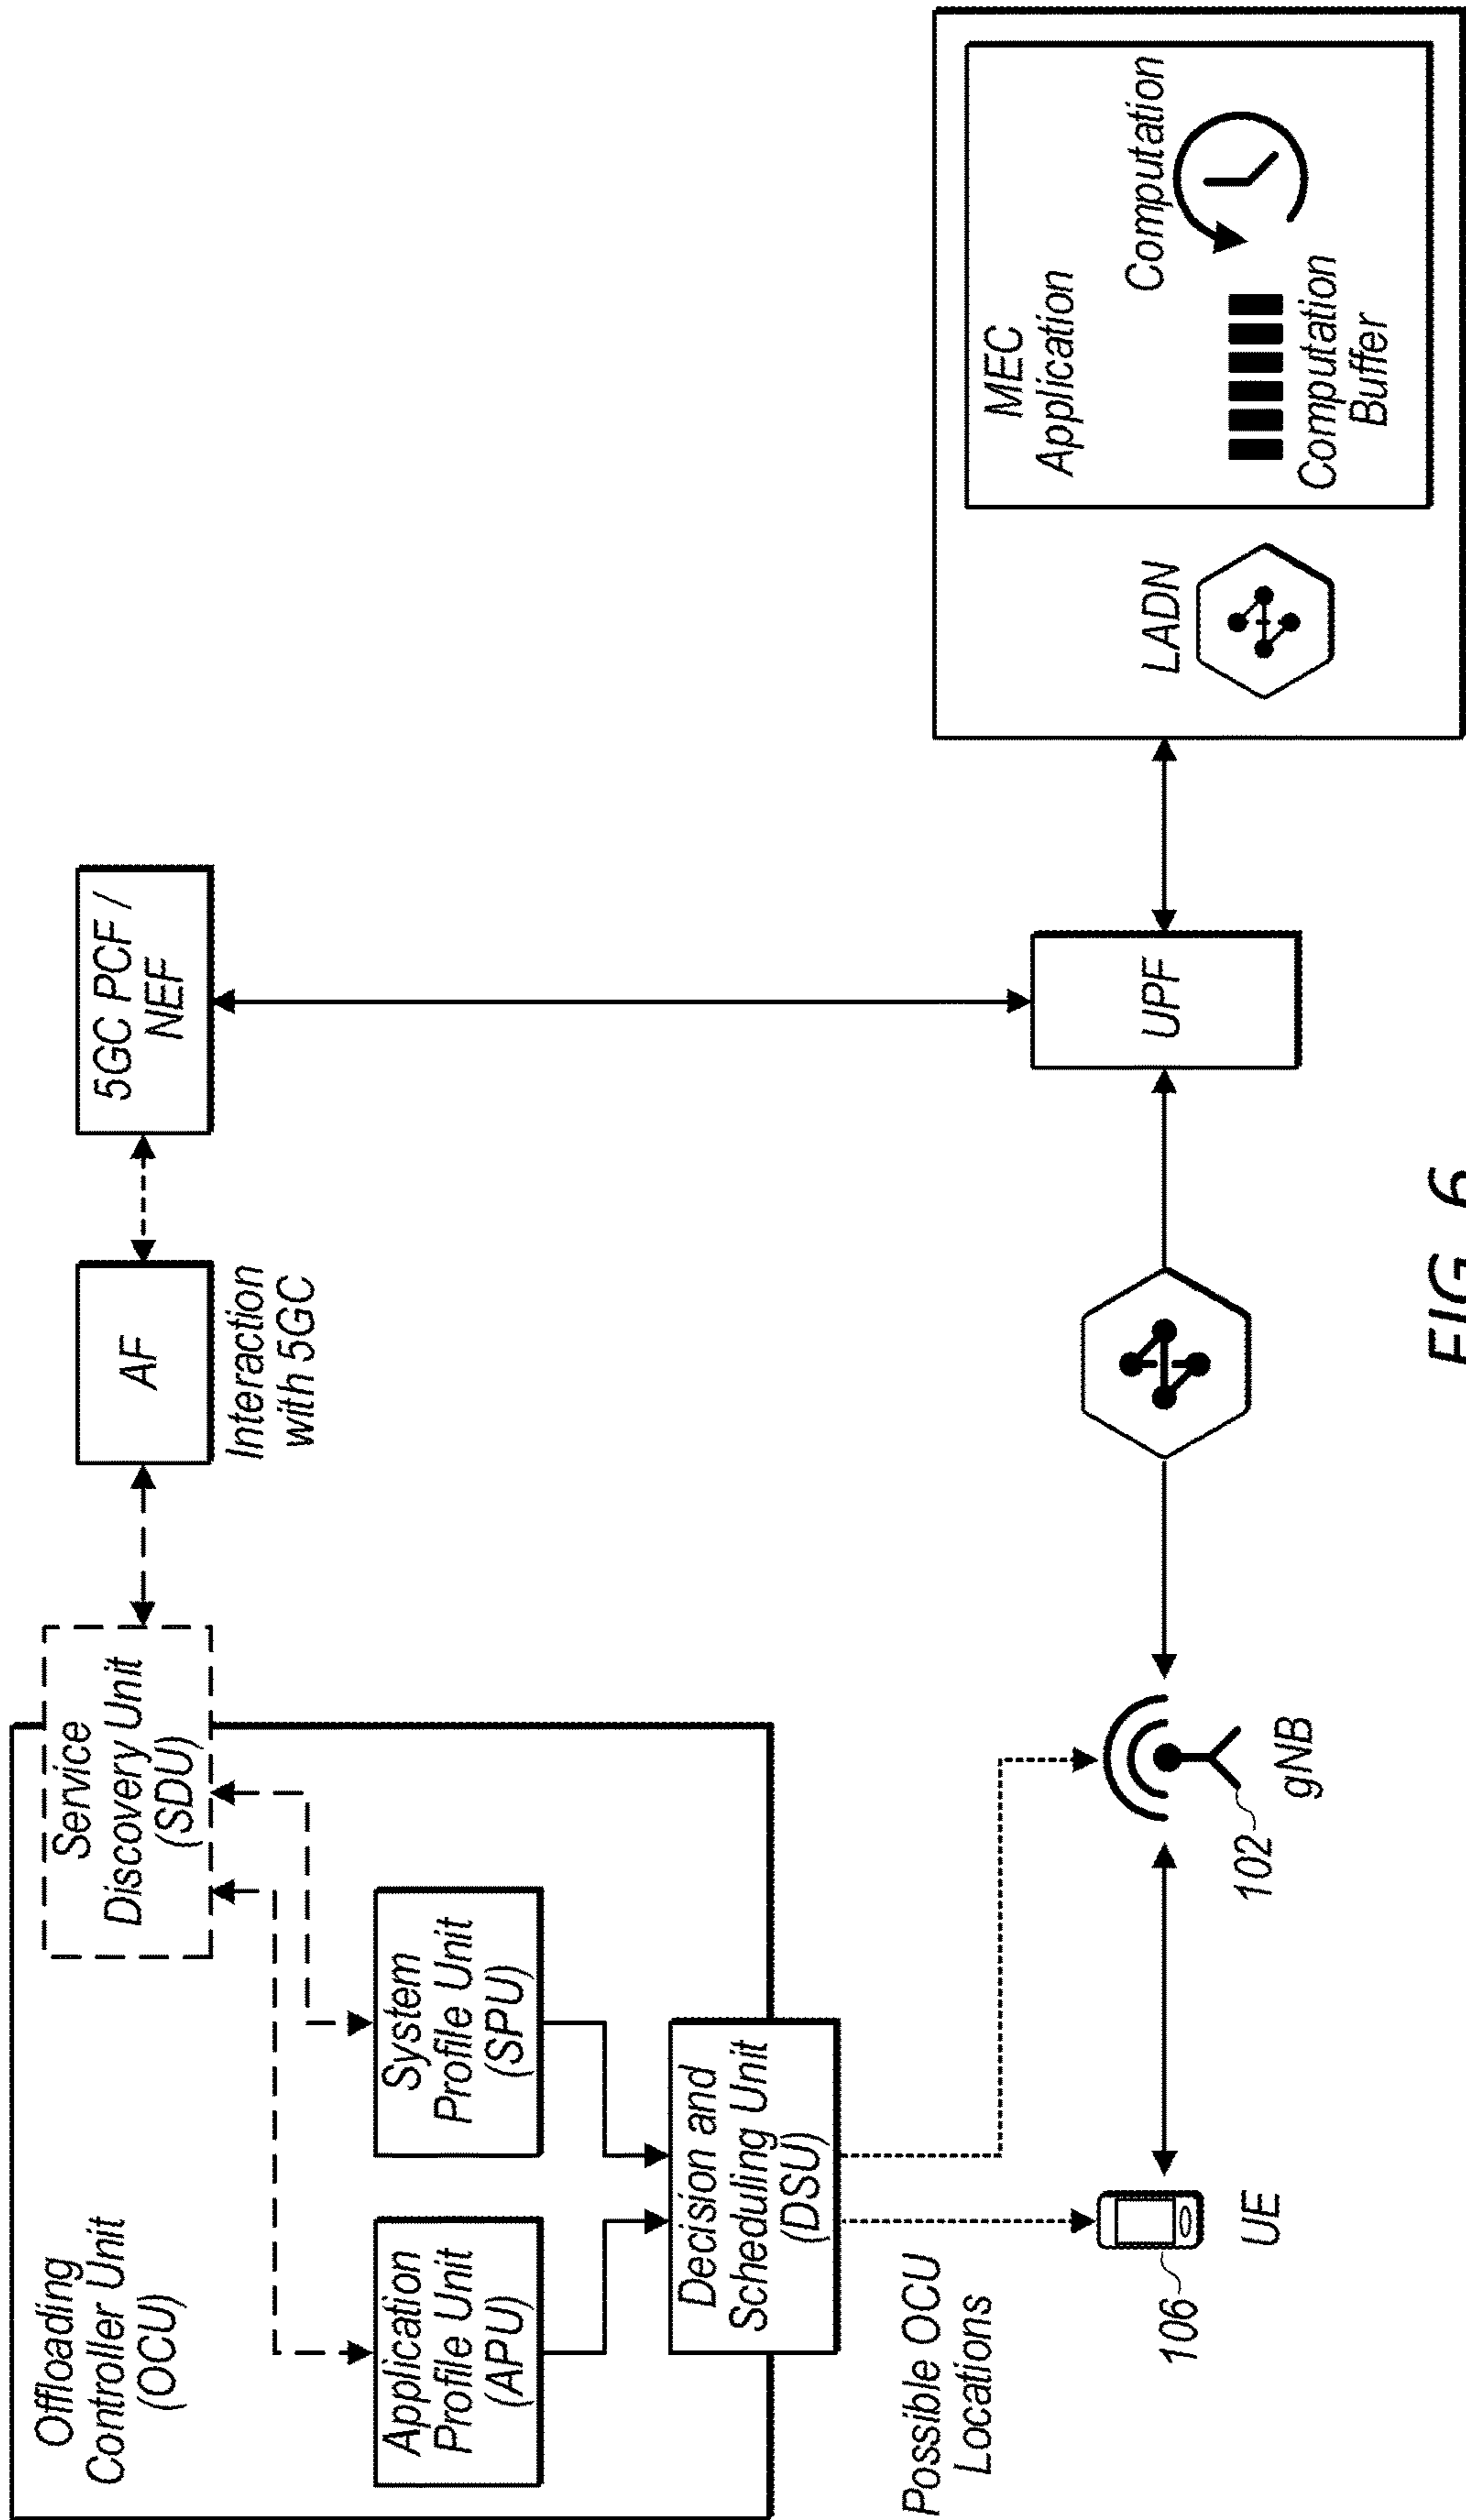 Offloading
Controller Unit
(OCU)
Service
Discovery Unit
(SDU)
AF
Interaction
with 5GC
5GC PCF /
NEF
Application
Profile Unit
(APU)
System
Profile Unit
(SPU)
Decision and
Scheduling Unit
(DSU)
Possible OCU
Locations
106
UE
102
gNB
UPF
LADN
MEC
Application
Computation
Computation
Buffer
FIG. 6